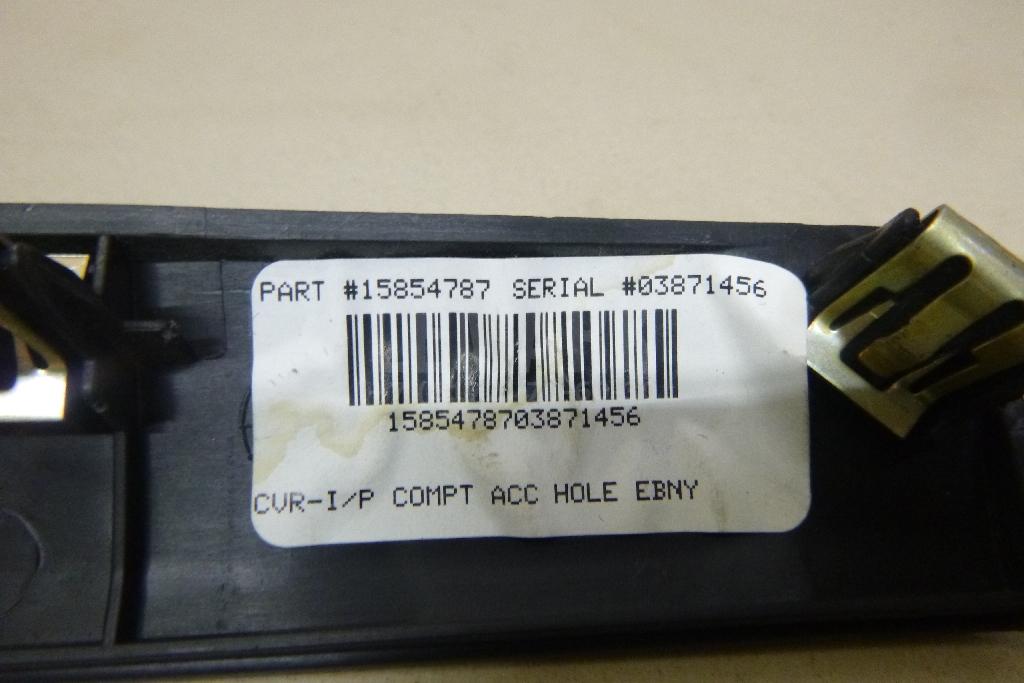 PART #15854787 SERIAL #03871456
1585478703871456
CVR-I/P COMPT ACC HOLE EBNY